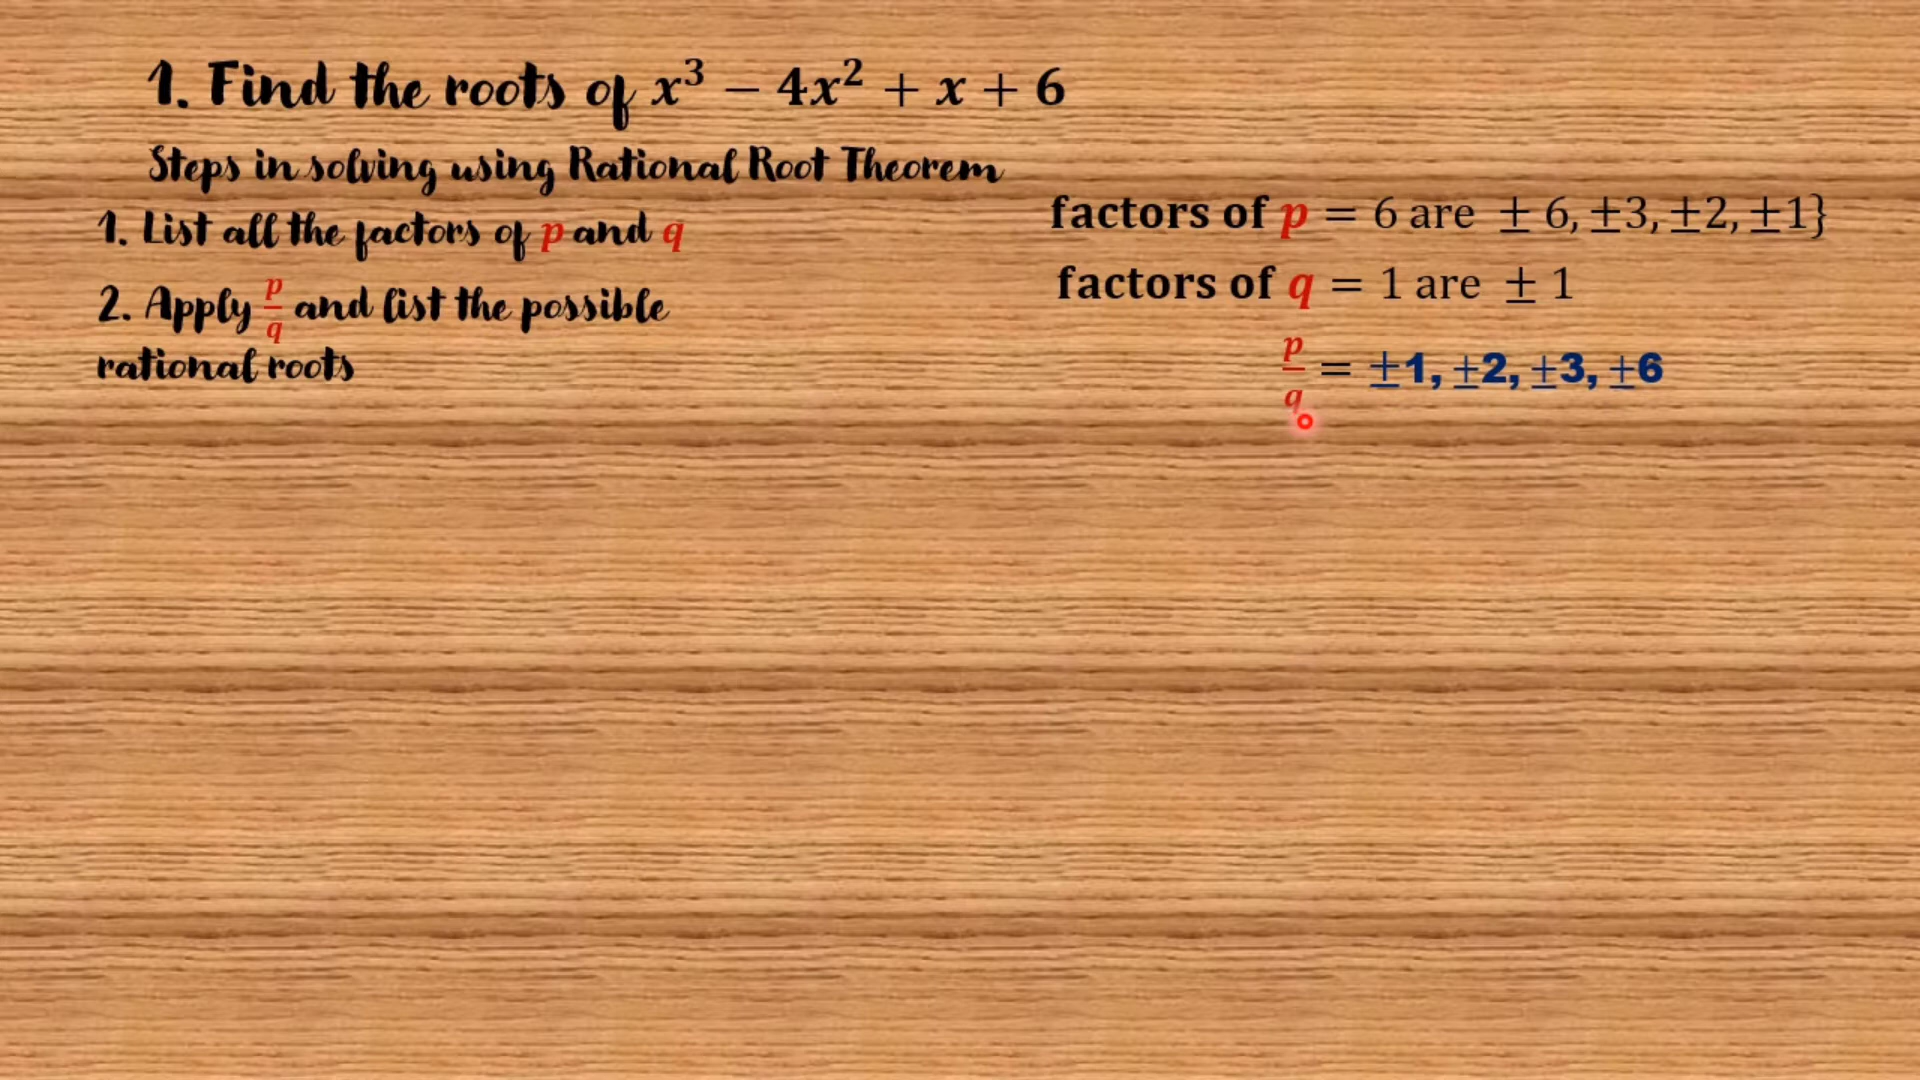 1. Find the roots of x³ − 4x² + x + 6
Steps in solving using Rational Root Theorem
1. List all the factors of p and q
2. Apply p/q and list the possible
rational roots
factors of p = 6 are ± 6, ±3, ±2, ±1}
factors of q = 1 are ± 1
p/q = ±1, ±2, ±3, ±6